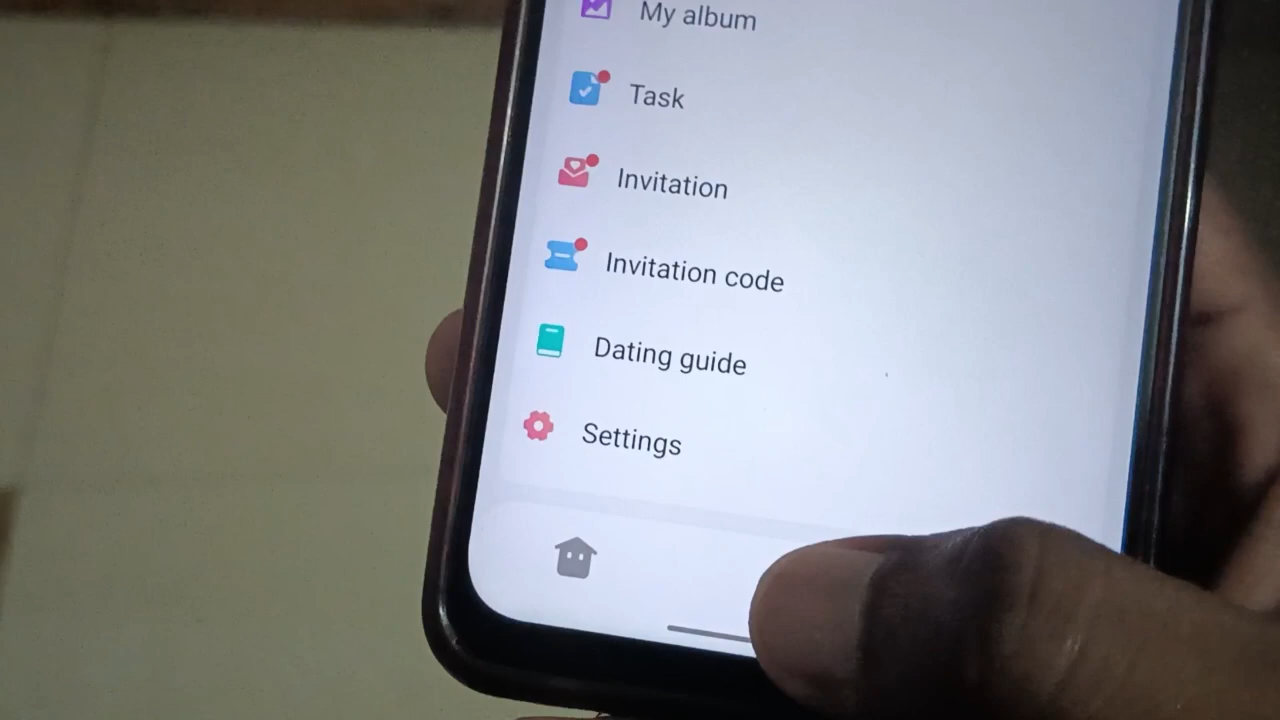 My album
Task
Invitation
Invitation code
Dating guide
Settings